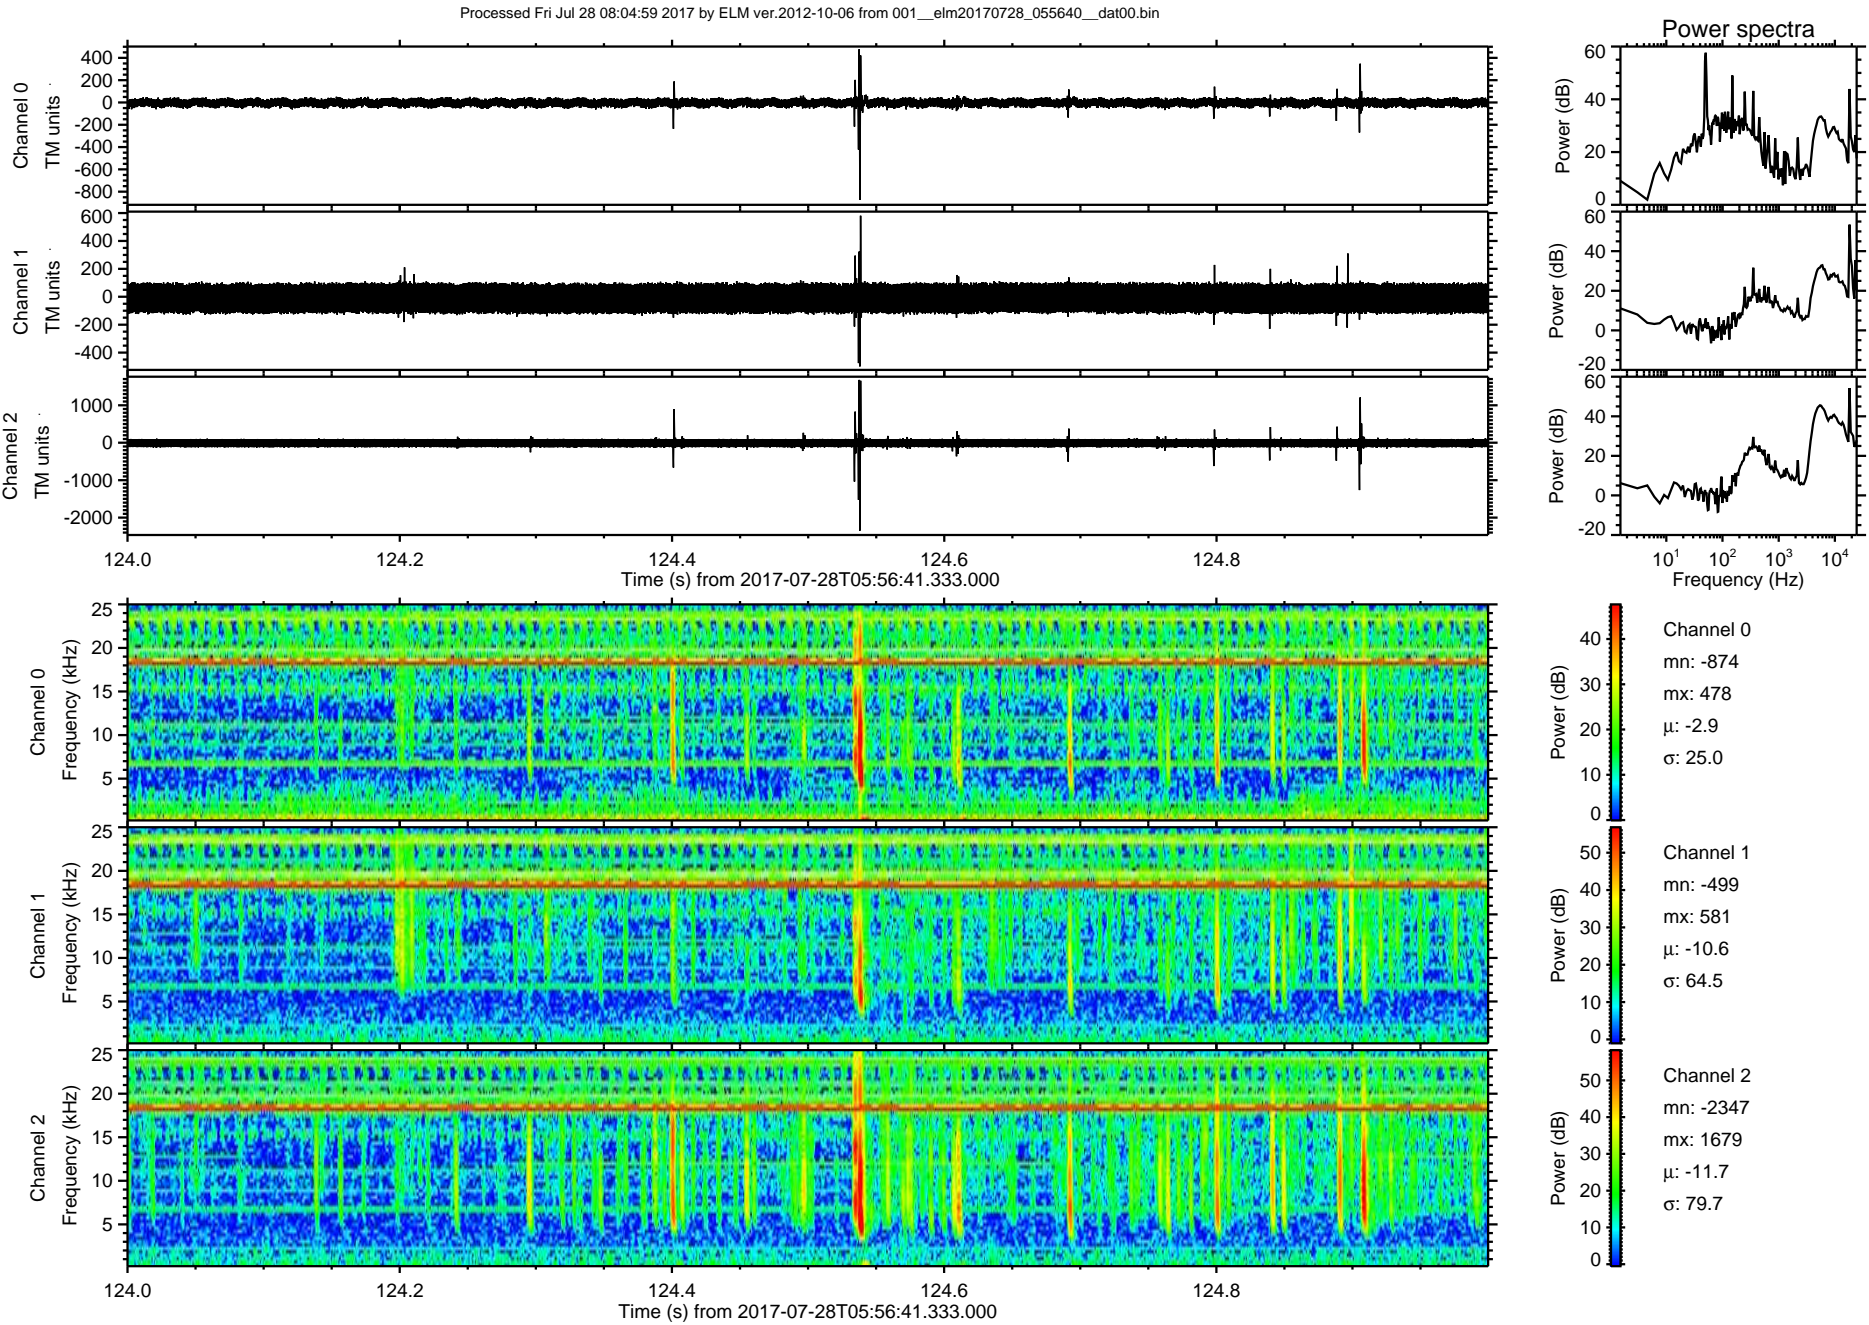 Processed Fri Jul 28 08:04:59 2017 by ELM ver.2012-10-06 from 001__elm20170728_055640__dat00.bin
Power spectra
Channel 0
TM units
400
200
0
-200
-400
-600
-800
Power (dB)
60
40
20
0
Channel 1
TM units
600
400
200
0
-200
-400
Power (dB)
60
40
20
0
-20
Channel 2
TM units
1000
0
-1000
-2000
Power (dB)
60
40
20
0
-20
124.0 124.2 124.4 124.6 124.8
Time (s) from 2017-07-28T05:56:41.333.000
10¹ 10² 10³ 10⁴
Frequency (Hz)
Channel 0
Frequency (kHz)
25
20
15
10
5
Power (dB)
40
30
20
10
0
Channel 0
mn: -874
mx: 478
μ: -2.9
σ: 25.0
Channel 1
Frequency (kHz)
25
20
15
10
5
Power (dB)
50
40
30
20
10
0
Channel 1
mn: -499
mx: 581
μ: -10.6
σ: 64.5
Channel 2
Frequency (kHz)
25
20
15
10
5
Power (dB)
50
40
30
20
10
0
Channel 2
mn: -2347
mx: 1679
μ: -11.7
σ: 79.7
124.0 124.2 124.4 124.6 124.8
Time (s) from 2017-07-28T05:56:41.333.000